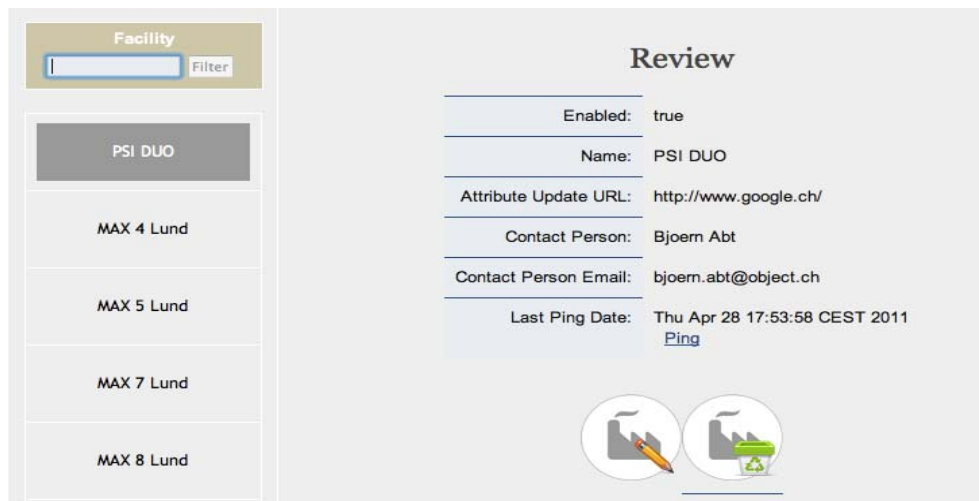 Facility
Filter
PSI DUO
MAX 4 Lund
MAX 5 Lund
MAX 7 Lund
MAX 8 Lund
Review
Enabled: true
Name: PSI DUO
Attribute Update URL: http://www.google.ch/
Contact Person: Bjoern Abt
Contact Person Email: bjoern.abt@object.ch
Last Ping Date: Thu Apr 28 17:53:58 CEST 2011
Ping